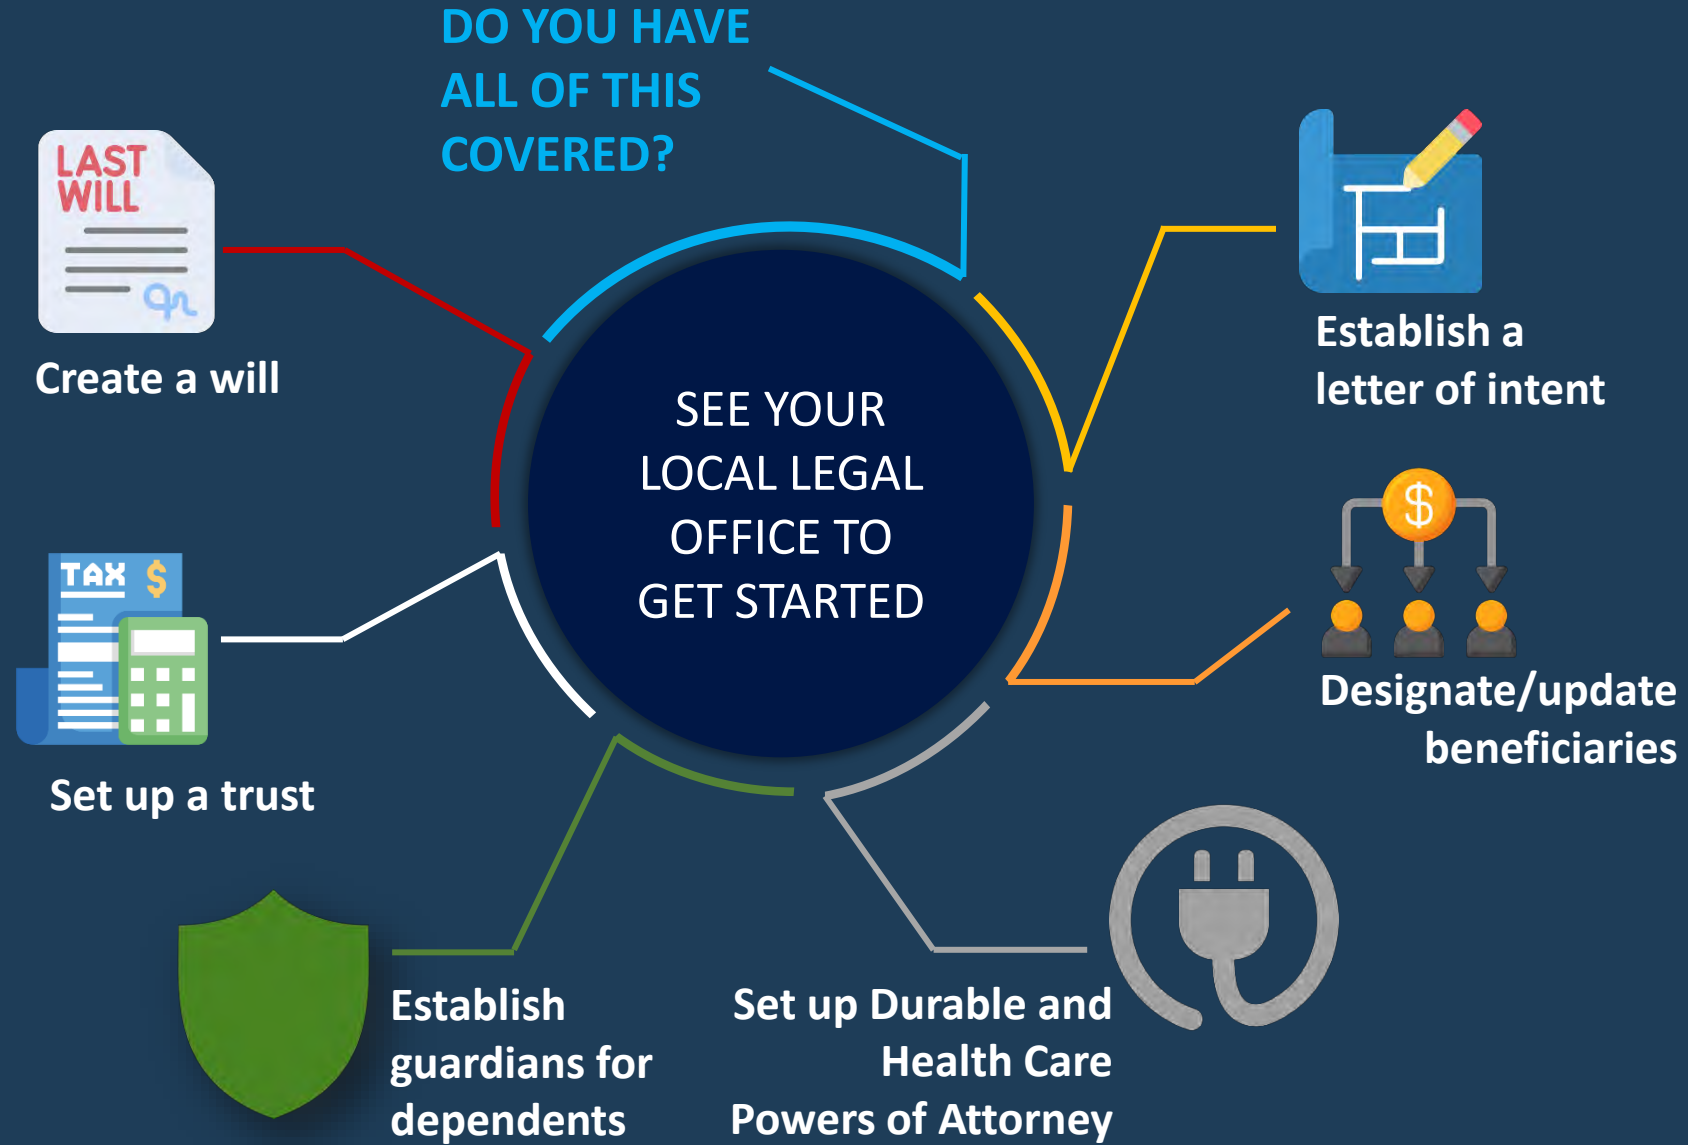 DO YOU HAVE
ALL OF THIS
COVERED?
LAST
WILL
Create a will
Establish a
letter of intent
SEE YOUR
LOCAL LEGAL
OFFICE TO
GET STARTED
$
Designate/update
beneficiaries
TAX $
Set up a trust
Establish
guardians for
dependents
Set up Durable and
Health Care
Powers of Attorney